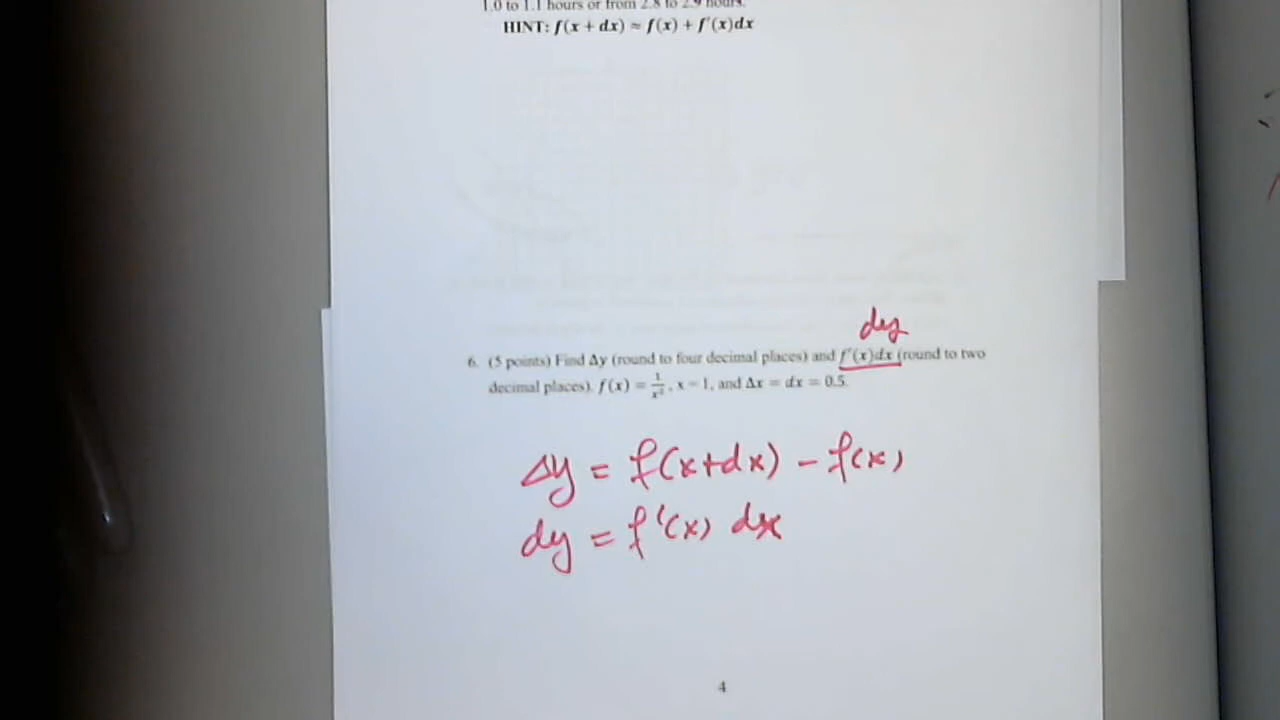 1.0 to 1.1 hours or from 2.8 to 2.9 hours.
HINT: f(x + dx) ≈ f(x) + f'(x)dx
dy
6. (5 points) Find Δy (round to four decimal places) and f'(x)dx (round to two
decimal places). f(x) = 1/x², x = 1, and Δx = dx = 0.5.
Δy = f(x+dx) - f(x)
dy = f'(x) dx
4